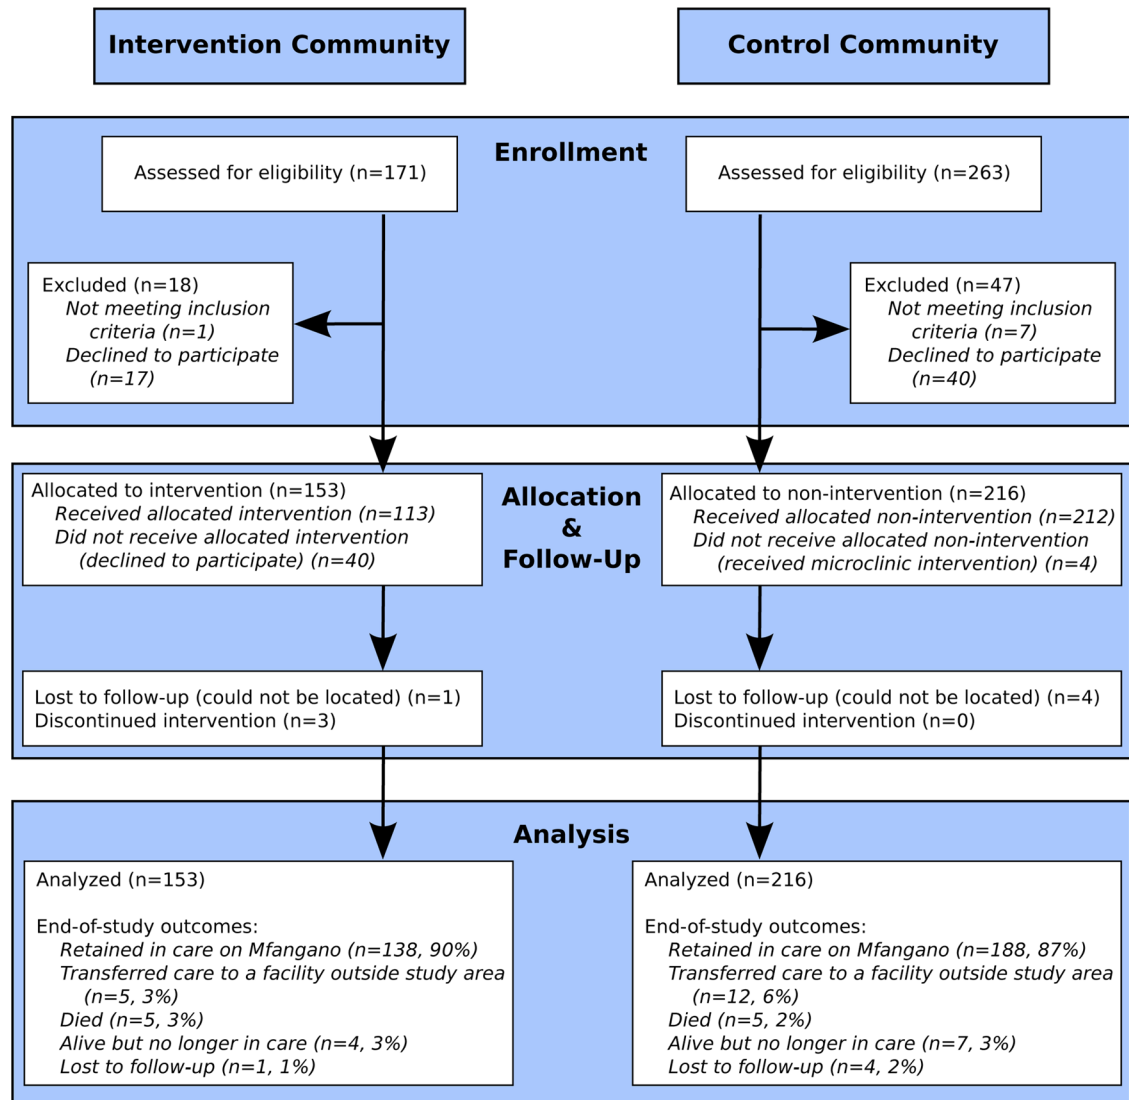 Intervention Community
Control Community
Enrollment
Assessed for eligibility (n=171)
Assessed for eligibility (n=263)
Excluded (n=18)
Not meeting inclusion
criteria (n=1)
Declined to participate
(n=17)
Excluded (n=47)
Not meeting inclusion
criteria (n=7)
Declined to participate
(n=40)
Allocation
&
Follow-Up
Allocated to intervention (n=153)
Received allocated intervention (n=113)
Did not receive allocated intervention
(declined to participate) (n=40)
Allocated to non-intervention (n=216)
Received allocated non-intervention (n=212)
Did not receive allocated non-intervention
(received microclinic intervention) (n=4)
Lost to follow-up (could not be located) (n=1)
Discontinued intervention (n=3)
Lost to follow-up (could not be located) (n=4)
Discontinued intervention (n=0)
Analysis
Analyzed (n=153)
End-of-study outcomes:
Retained in care on Mfangano (n=138, 90%)
Transferred care to a facility outside study area
(n=5, 3%)
Died (n=5, 3%)
Alive but no longer in care (n=4, 3%)
Lost to follow-up (n=1, 1%)
Analyzed (n=216)
End-of-study outcomes:
Retained in care on Mfangano (n=188, 87%)
Transferred care to a facility outside study area
(n=12, 6%)
Died (n=5, 2%)
Alive but no longer in care (n=7, 3%)
Lost to follow-up (n=4, 2%)